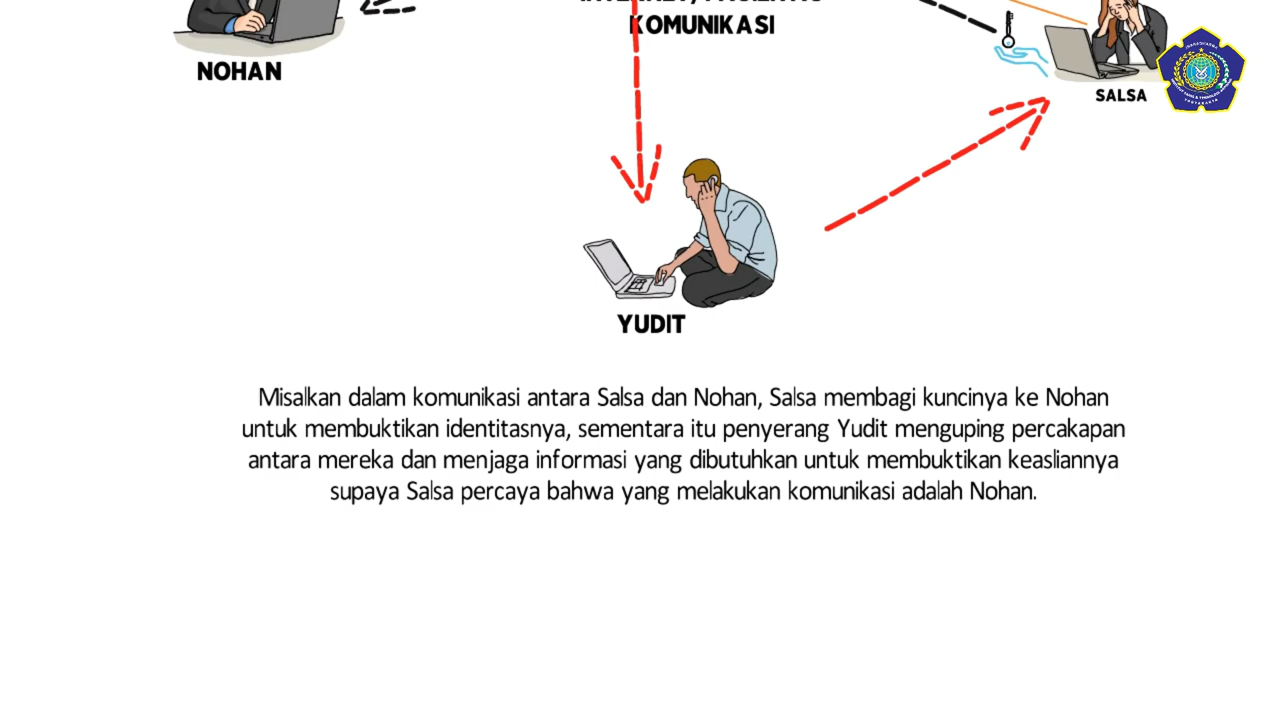 KOMUNIKASI
NOHAN
SALSA
YUDIT
Misalkan dalam komunikasi antara Salsa dan Nohan, Salsa membagi kuncinya ke Nohan
untuk membuktikan identitasnya, sementara itu penyerang Yudit menguping percakapan
antara mereka dan menjaga informasi yang dibutuhkan untuk membuktikan keasliannya
supaya Salsa percaya bahwa yang melakukan komunikasi adalah Nohan.